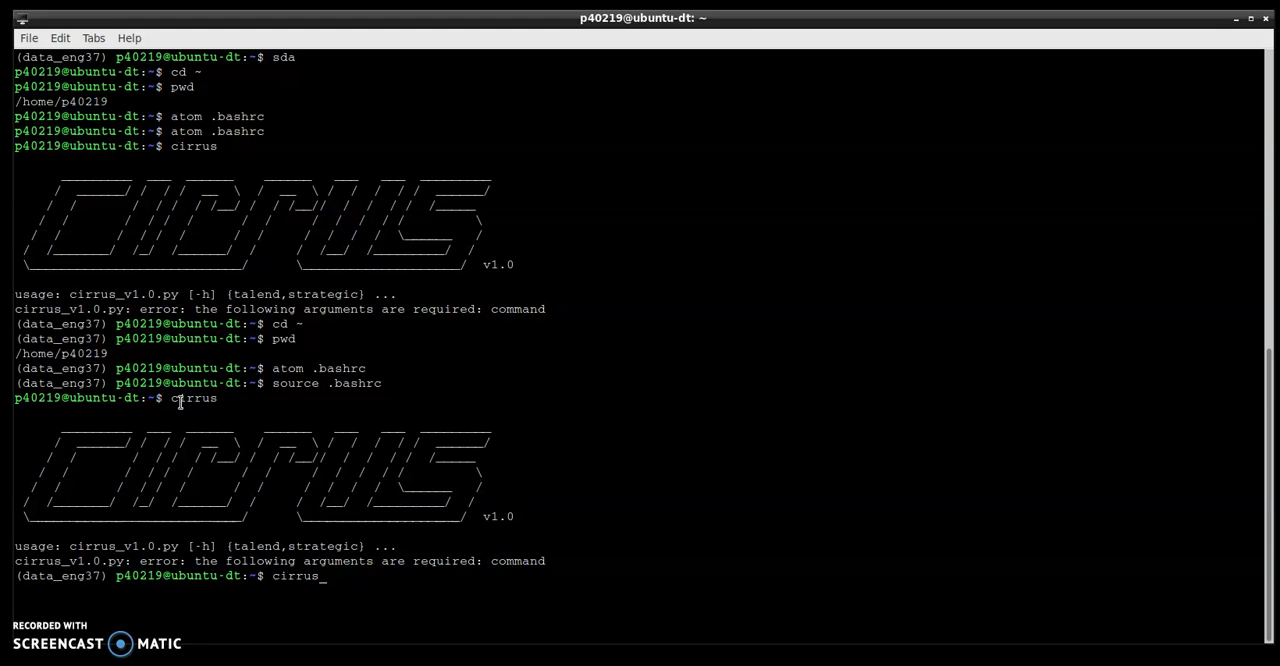 p40219@ubuntu-dt: ~
File Edit Tabs Help
(data_eng37) p40219@ubuntu-dt:~$ sda
p40219@ubuntu-dt:~$ cd ~
p40219@ubuntu-dt:~$ pwd
/home/p40219
p40219@ubuntu-dt:~$ atom .bashrc
p40219@ubuntu-dt:~$ atom .bashrc
p40219@ubuntu-dt:~$ cirrus
CIrrUS
v1.0
usage: cirrus_v1.0.py [-h] {talend,strategic} ...
cirrus_v1.0.py: error: the following arguments are required: command
(data_eng37) p40219@ubuntu-dt:~$ cd ~
(data_eng37) p40219@ubuntu-dt:~$ pwd
/home/p40219
(data_eng37) p40219@ubuntu-dt:~$ atom .bashrc
(data_eng37) p40219@ubuntu-dt:~$ source .bashrc
p40219@ubuntu-dt:~$ cirrus
CIrrUS
v1.0
usage: cirrus_v1.0.py [-h] {talend,strategic} ...
cirrus_v1.0.py: error: the following arguments are required: command
(data_eng37) p40219@ubuntu-dt:~$ cirrus_
RECORDED WITH
SCREENCAST MATIC